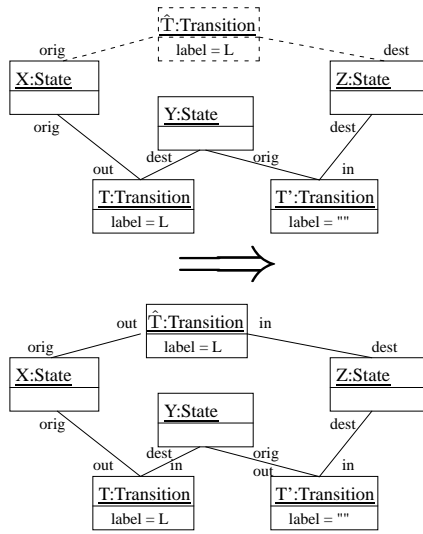 T̂:Transition
label = L
orig
dest
X:State
Z:State
Y:State
orig
dest
out
dest
orig
in
T:Transition
label = L
T':Transition
label = ""
out
T̂:Transition
label = L
in
orig
dest
X:State
Z:State
Y:State
orig
dest
dest
orig
out
in
out
in
T:Transition
label = L
T':Transition
label = ""